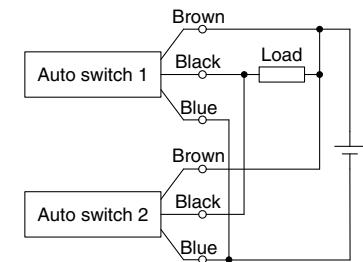 Brown
Auto switch 1
Black
Load
Blue
Brown
Auto switch 2
Black
Blue